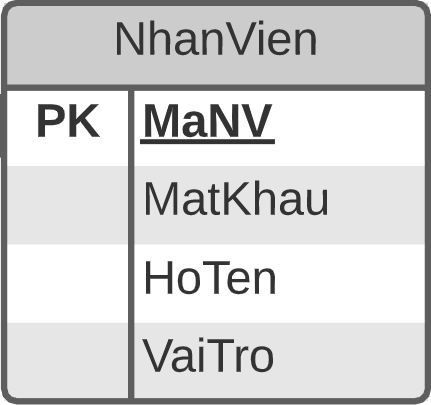 NhanVien
PK MaNV
MatKhau
HoTen
VaiTro